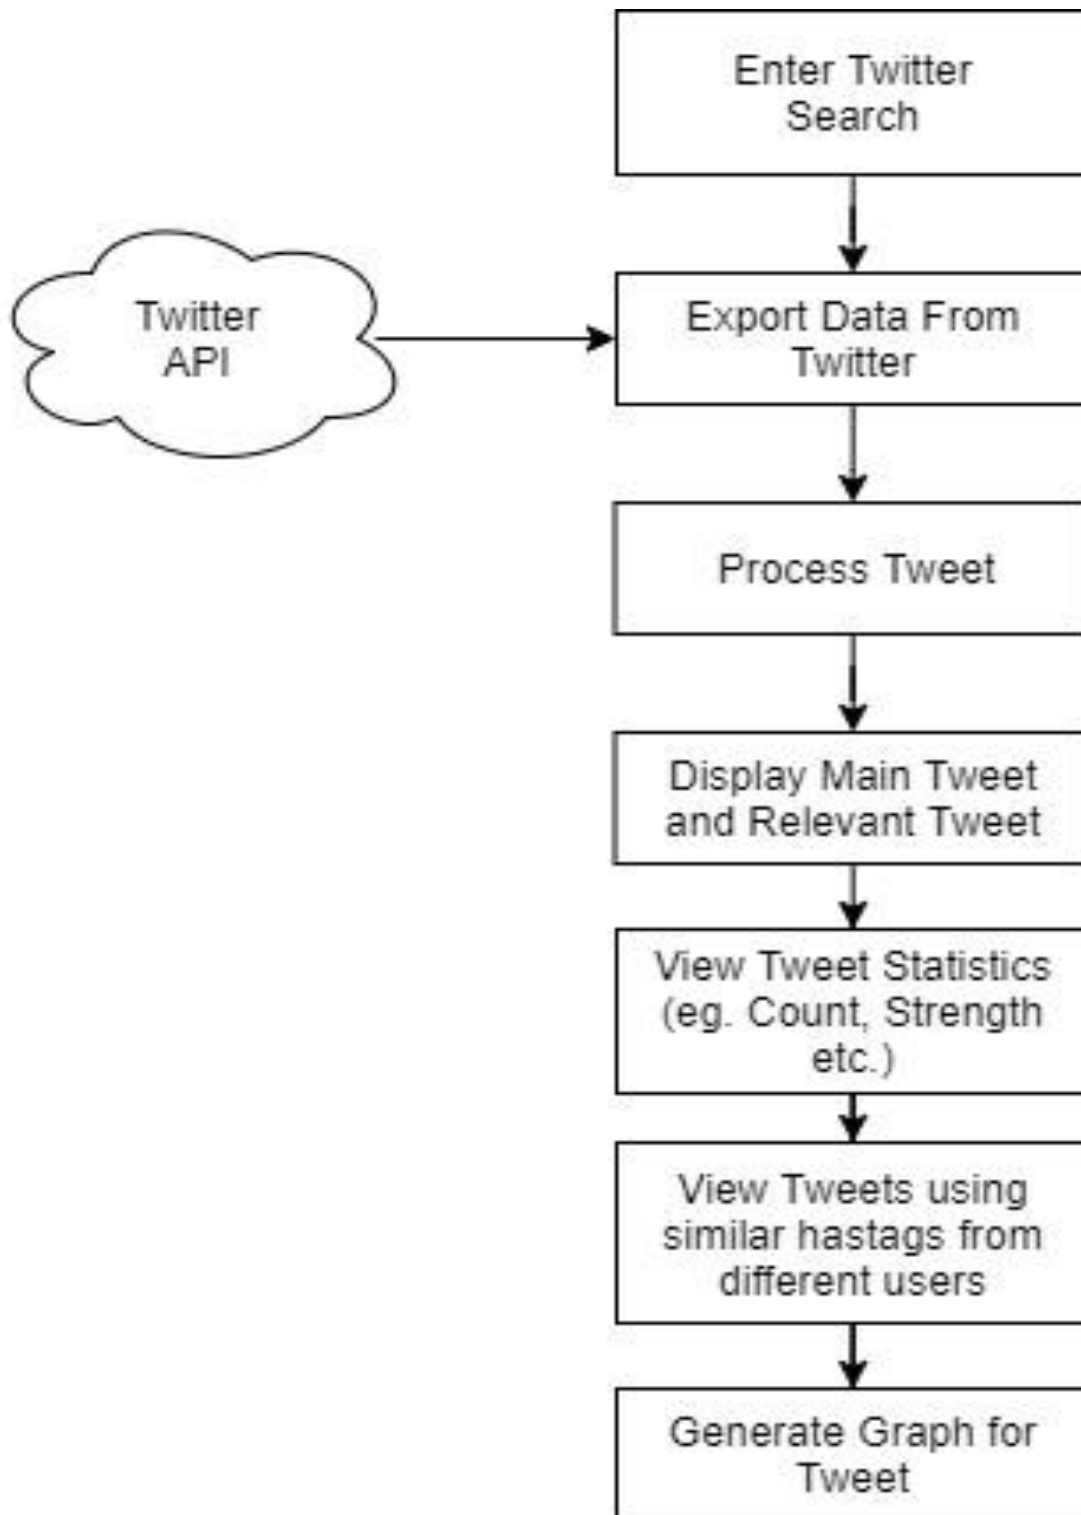 Enter Twitter
Search
Twitter
API
Export Data From
Twitter
Process Tweet
Display Main Tweet
and Relevant Tweet
View Tweet Statistics
(eg. Count, Strength
etc.)
View Tweets using
similar hastags from
different users
Generate Graph for
Tweet